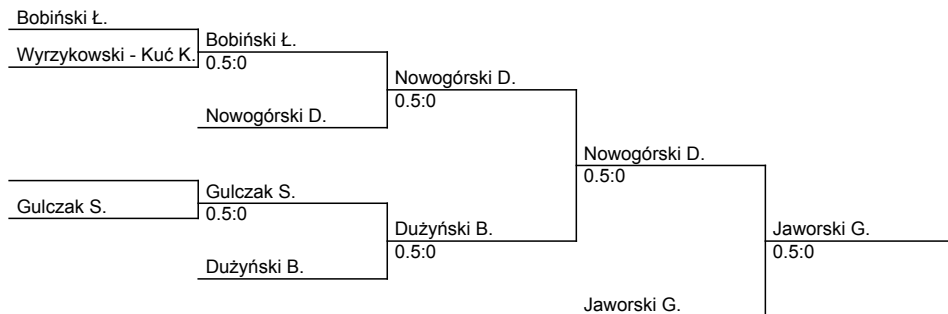 Bobiński Ł.
Wyrzykowski - Kuć K.
Bobiński Ł.
0.5:0
Nowogórski D.
Nowogórski D.
0.5:0
Gulczak S.
Gulczak S.
0.5:0
Dużyński B.
Dużyński B.
0.5:0
Nowogórski D.
0.5:0
Jaworski G.
Jaworski G.
0.5:0